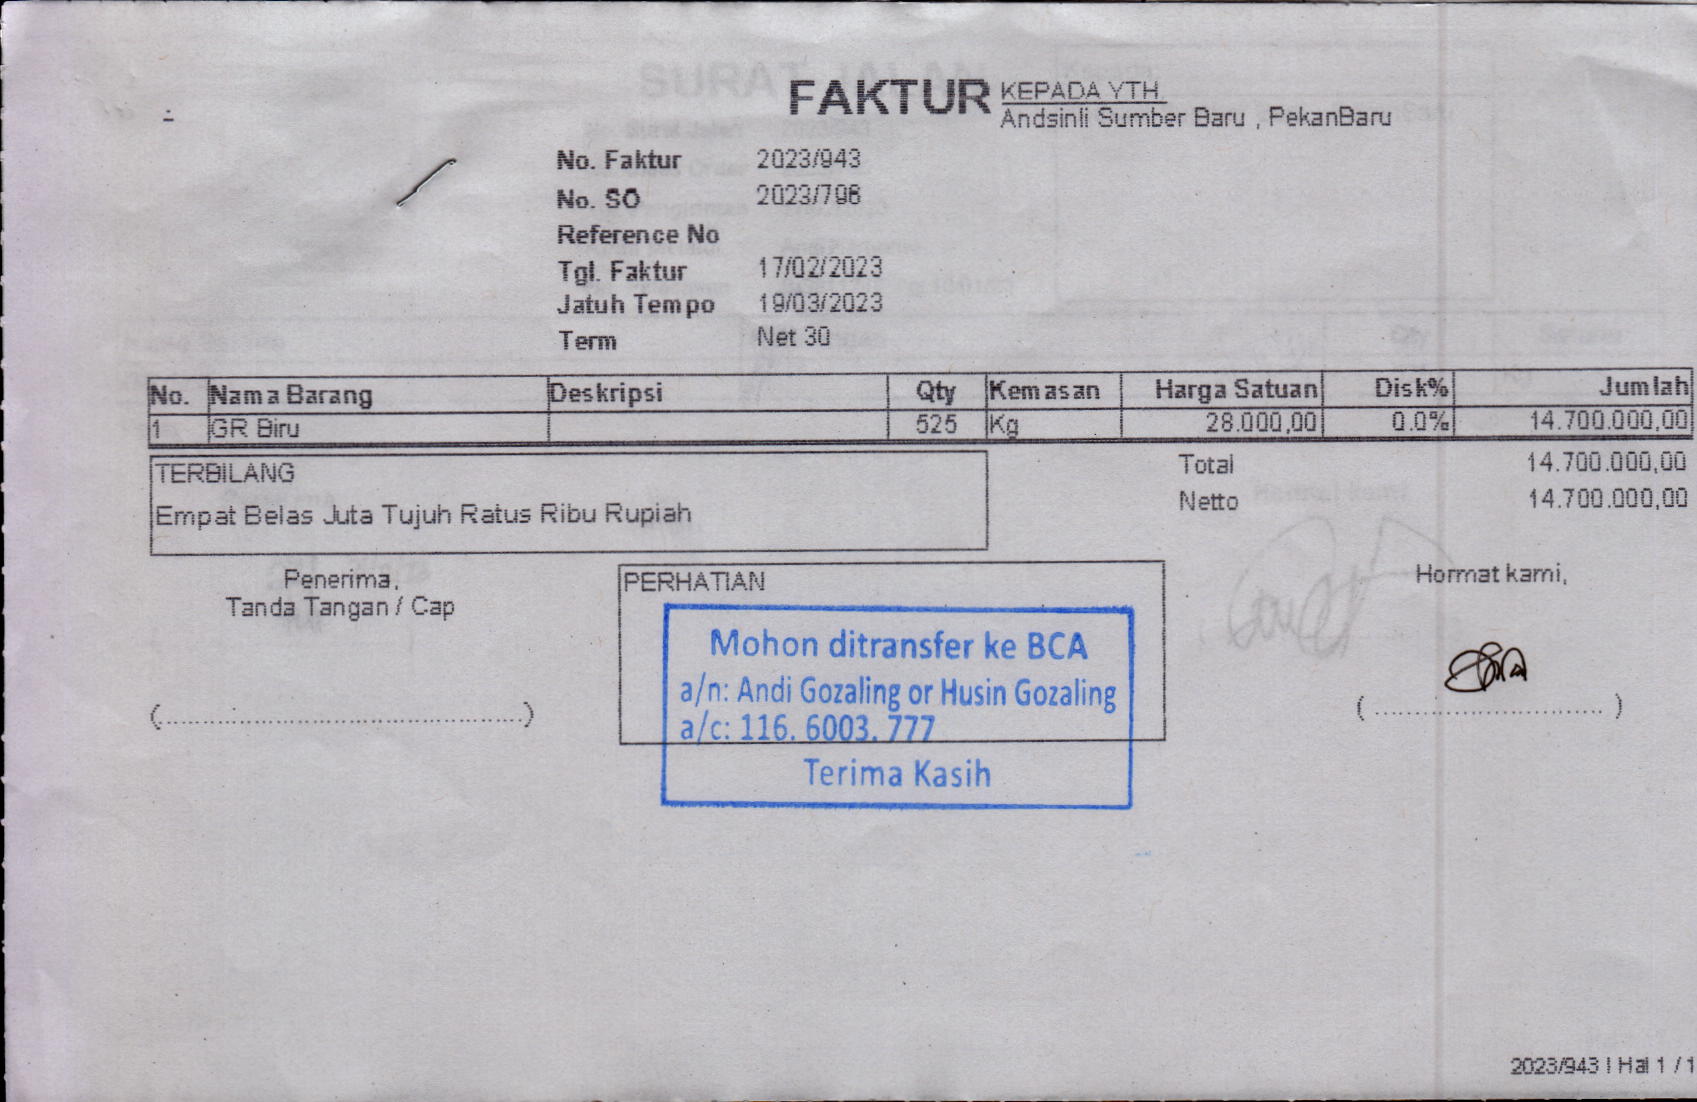 FAKTUR
KEPADA YTH.
Andsinli Sumber Baru , PekanBaru
No. Faktur 2023/943
No. SO 2023/798
Reference No
Tgl. Faktur 17/02/2023
Jatuh Tempo 19/03/2023
Term Net 30
No. Nama Barang Deskripsi Qty Kemasan Harga Satuan Disk% Jumlah
1 GR Biru 525 Kg 28.000,00 0.0% 14.700.000,00
TERBILANG
Empat Belas Juta Tujuh Ratus Ribu Rupiah
Total 14.700.000,00
Netto 14.700.000,00
Penerima,
Tanda Tangan / Cap
(........................................)
PERHATIAN
Mohon ditransfer ke BCA
a/n: Andi Gozaling or Husin Gozaling
a/c: 116. 6003. 777
Terima Kasih
Hormat kami,
(............................)
2023/943 | Hal 1 / 1